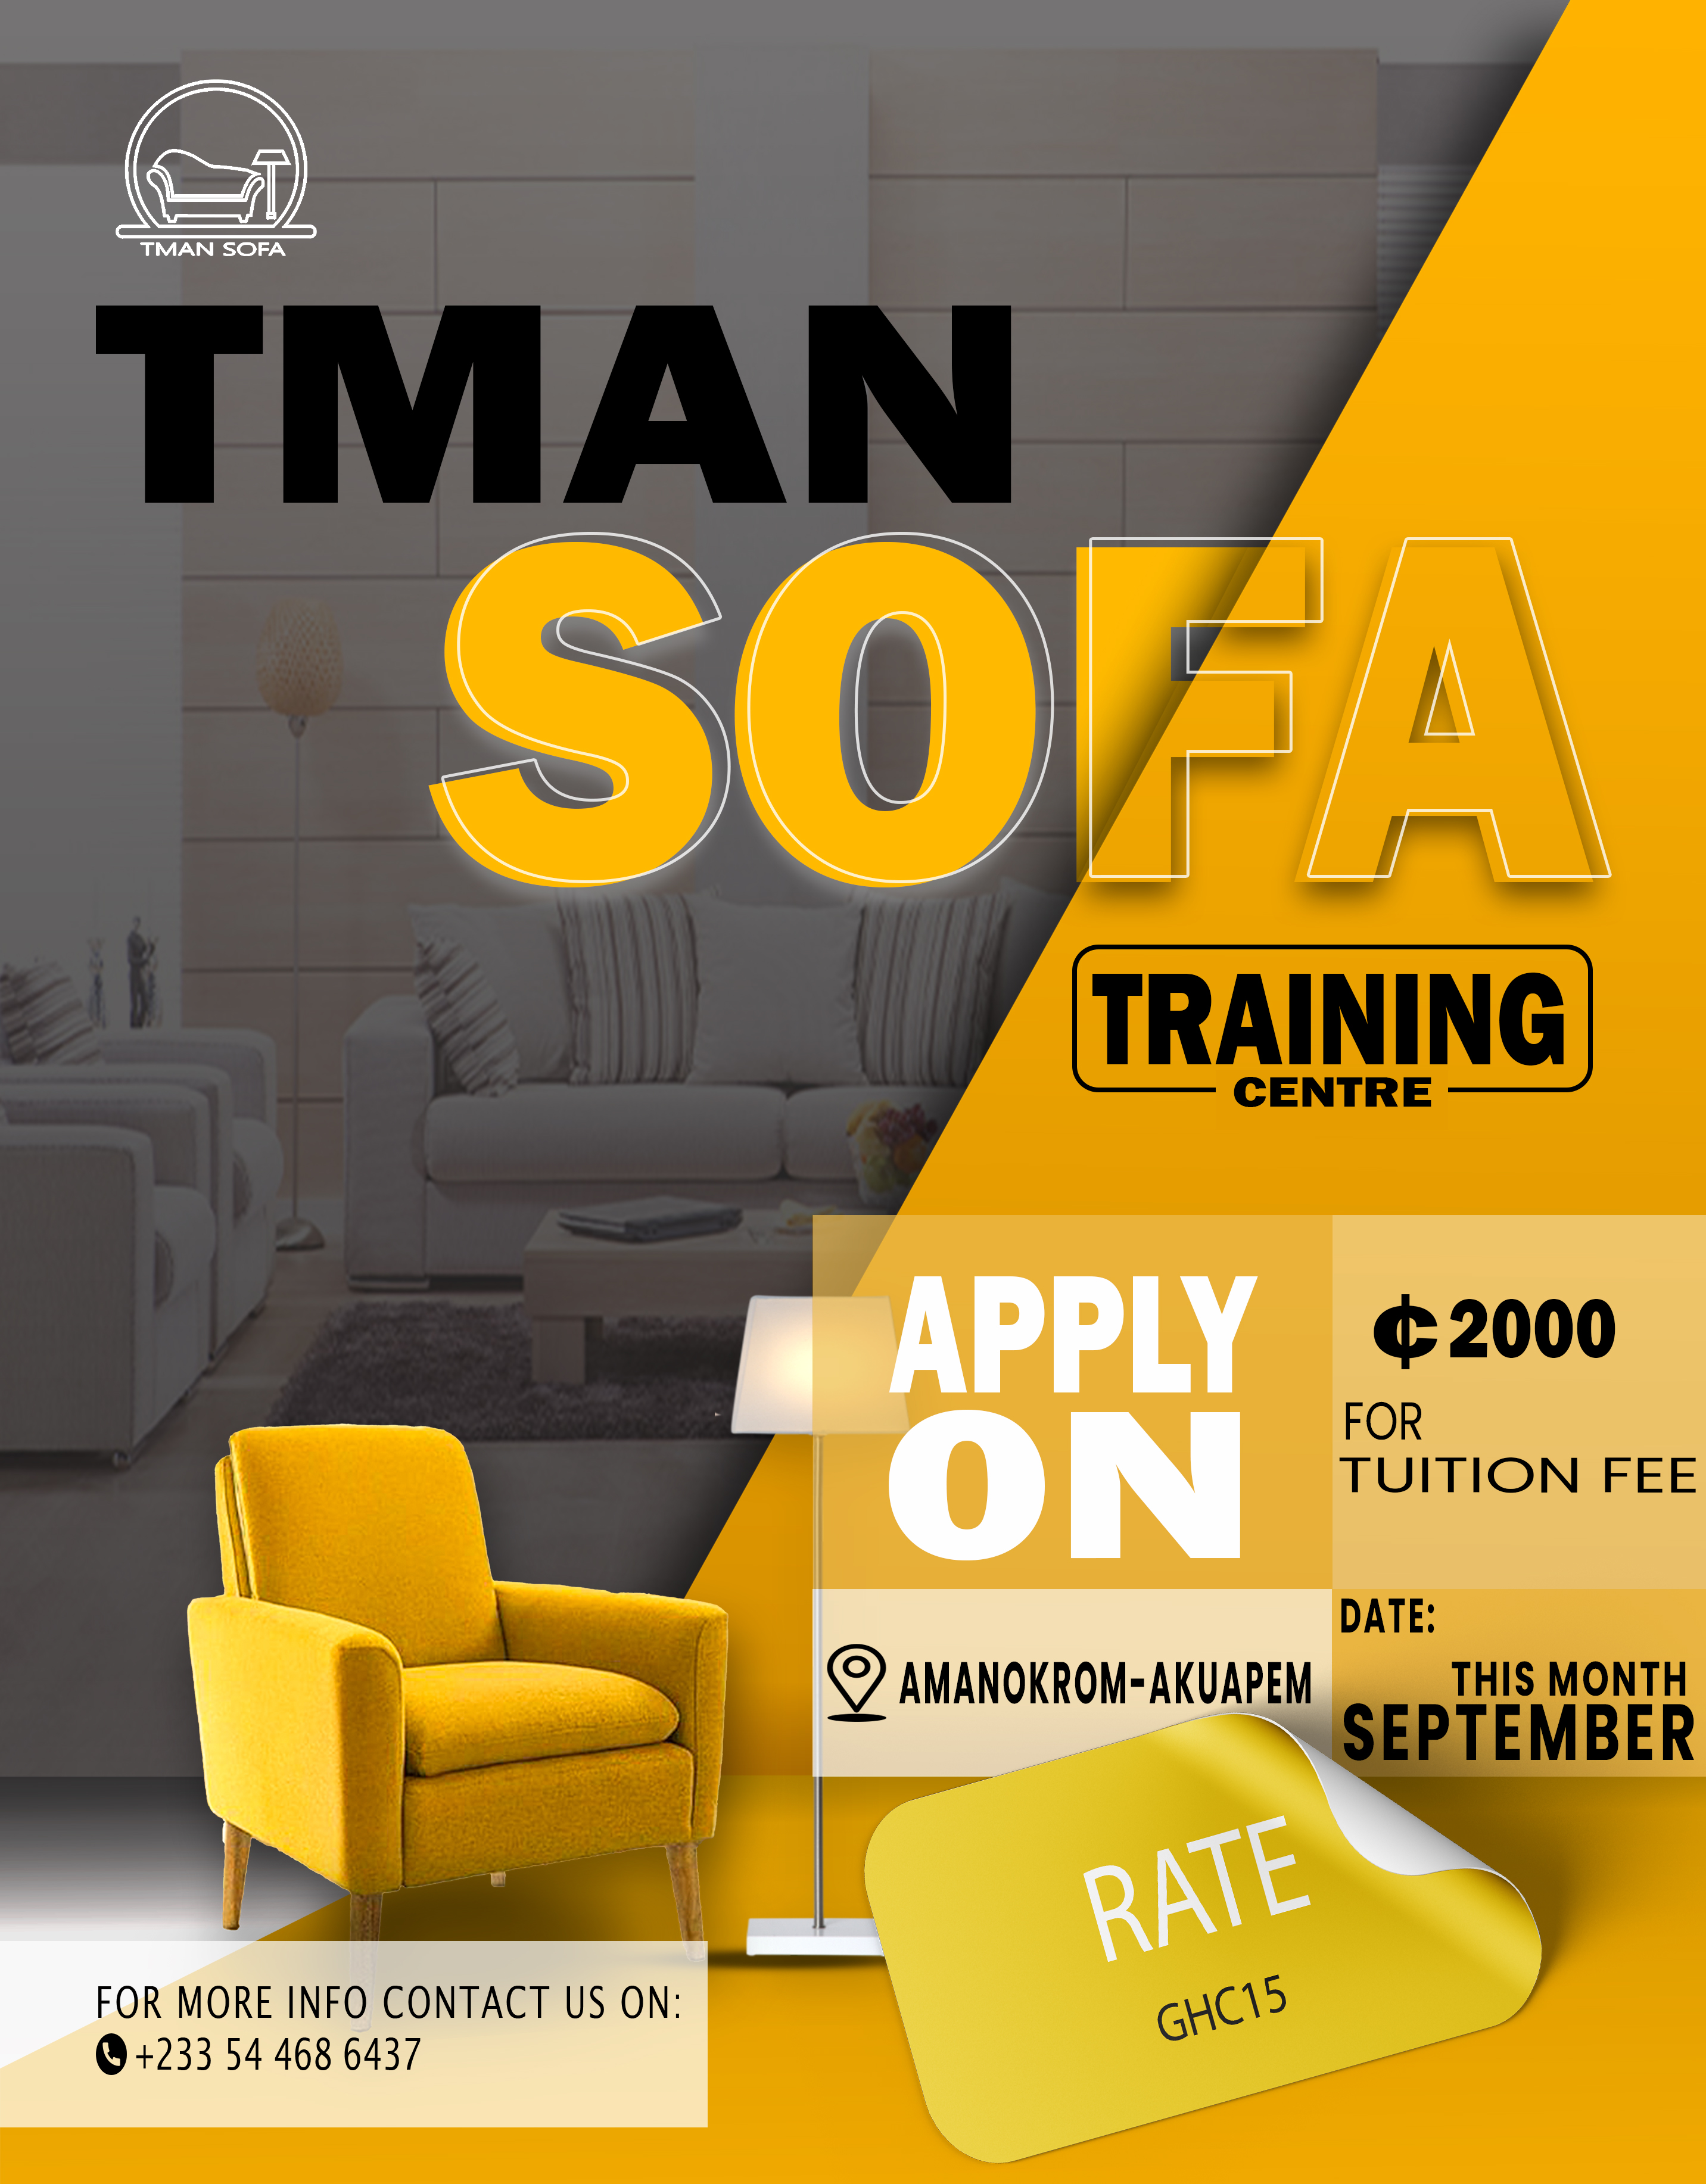 TMAN SOFA
TMAN
SOFA
TRAINING
CENTRE
APPLY
ON
₵2000
FOR
TUITION FEE
AMANOKROM-AKUAPEM
DATE:
THIS MONTH
SEPTEMBER
RATE
GHC15
FOR MORE INFO CONTACT US ON:
+233 54 468 6437